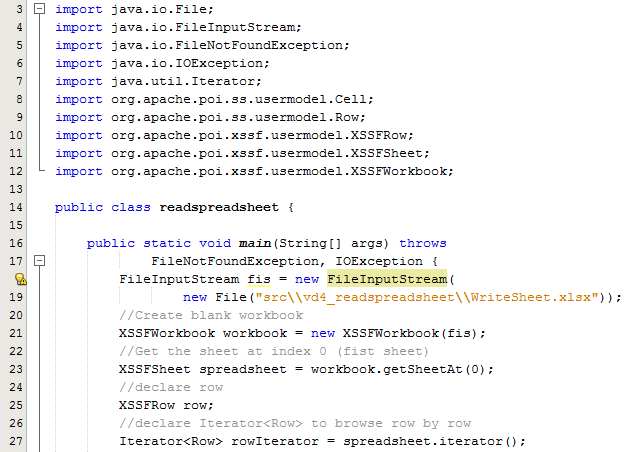 3 import java.io.File;
4 import java.io.FileInputStream;
5 import java.io.FileNotFoundException;
6 import java.io.IOException;
7 import java.util.Iterator;
8 import org.apache.poi.ss.usermodel.Cell;
9 import org.apache.poi.ss.usermodel.Row;
10 import org.apache.poi.xssf.usermodel.XSSFRow;
11 import org.apache.poi.xssf.usermodel.XSSFSheet;
12 import org.apache.poi.xssf.usermodel.XSSFWorkbook;
13
14 public class readspreadsheet {
15
16 public static void main(String[] args) throws
17 FileNotFoundException, IOException {
FileInputStream fis = new FileInputStream(
19 new File("src\\vd4_readspreadsheet\\WriteSheet.xlsx"));
20 //Create blank workbook
21 XSSFWorkbook workbook = new XSSFWorkbook(fis);
22 //Get the sheet at index 0 (fist sheet)
23 XSSFSheet spreadsheet = workbook.getSheetAt(0);
24 //declare row
25 XSSFRow row;
26 //declare Iterator<Row> to browse row by row
27 Iterator<Row> rowIterator = spreadsheet.iterator();